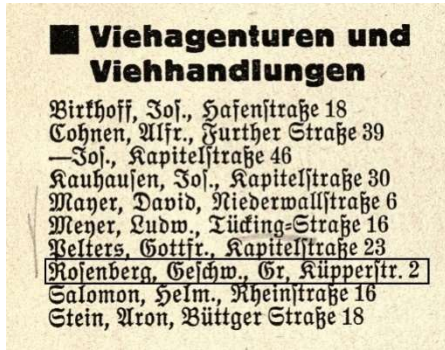 Viehagenturen und
Viehhandlungen
Birkhoff, Jos., Hafenstraße 18
Cohnen, Alfr., Further Straße 39
—Jos., Kapitelstraße 46
Kauhausen, Jos., Kapitelstraße 30
Mayer, David, Niederwallstraße 6
Meyer, Ludw., Tücking-Straße 16
Pelters, Gottfr., Kapitelstraße 23
Rosenberg, Geschw., Gr, Küpperstr. 2
Salomon, Helm., Rheinstraße 16
Stein, Aron, Büttger Straße 18